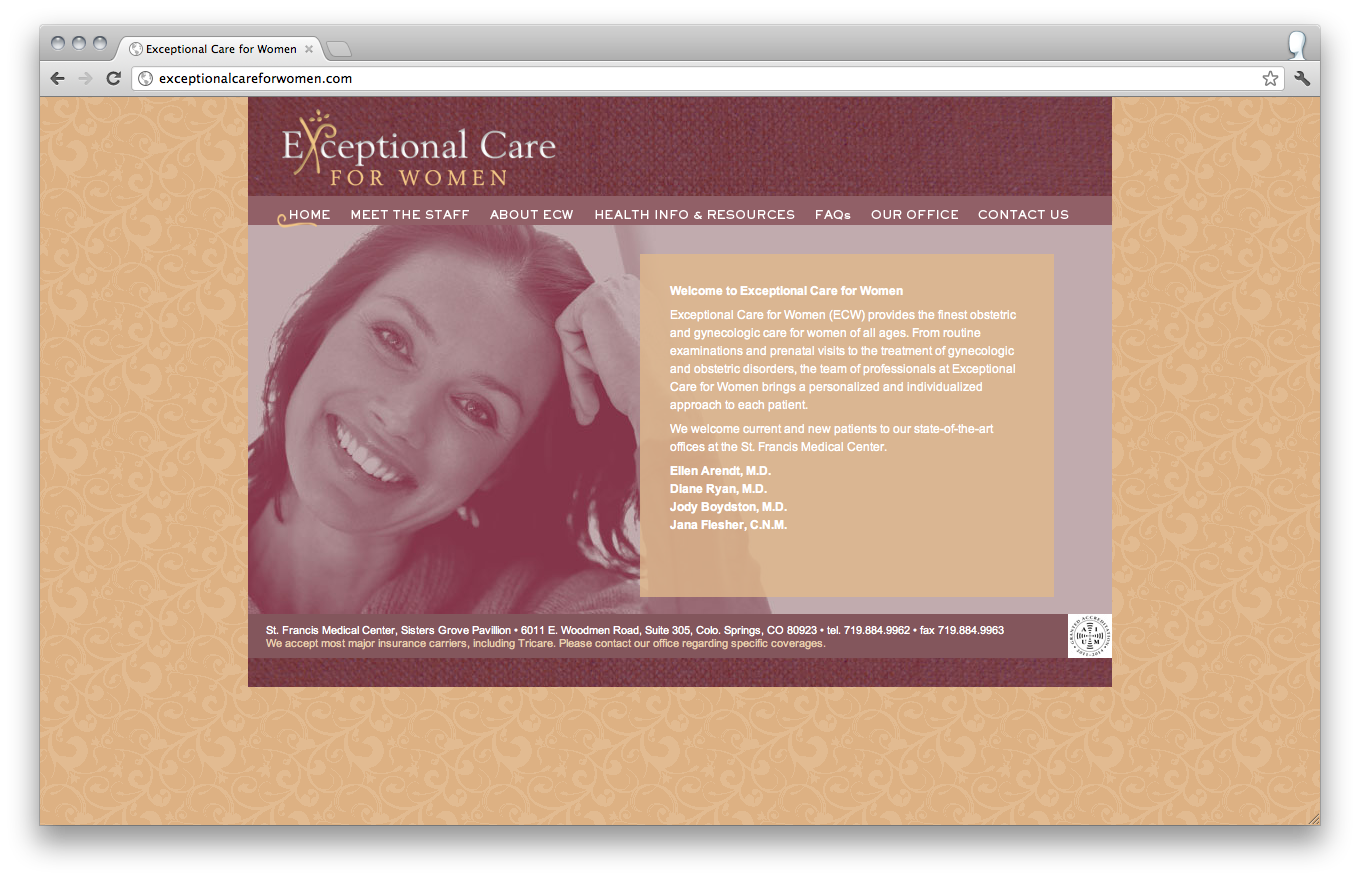 Exceptional Care for Women
exceptionalcareforwomen.com
Exceptional Care
FOR WOMEN
HOME MEET THE STAFF ABOUT ECW HEALTH INFO & RESOURCES FAQs OUR OFFICE CONTACT US
Welcome to Exceptional Care for Women
Exceptional Care for Women (ECW) provides the finest obstetric
and gynecologic care for women of all ages. From routine
examinations and prenatal visits to the treatment of gynecologic
and obstetric disorders, the team of professionals at Exceptional
Care for Women brings a personalized and individualized
approach to each patient.
We welcome current and new patients to our state-of-the-art
offices at the St. Francis Medical Center.
Ellen Arendt, M.D.
Diane Ryan, M.D.
Jody Boydston, M.D.
Jana Flesher, C.N.M.
St. Francis Medical Center, Sisters Grove Pavillion • 6011 E. Woodmen Road, Suite 305, Colo. Springs, CO 80923 • tel. 719.884.9962 • fax 719.884.9963
We accept most major insurance carriers, including Tricare. Please contact our office regarding specific coverages.
AIUM